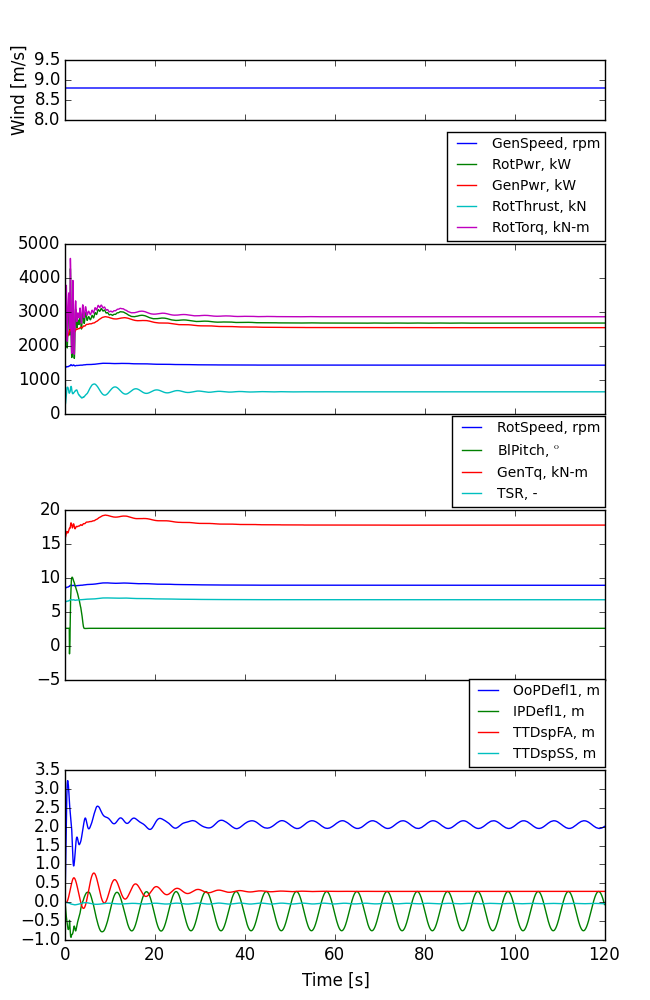 Wind [m/s]
9.5
9.0
8.5
8.0
GenSpeed, rpm
RotPwr, kW
GenPwr, kW
RotThrust, kN
RotTorq, kN-m
5000
4000
3000
2000
1000
0
RotSpeed, rpm
BlPitch, °
GenTq, kN-m
TSR, -
20
15
10
5
0
−5
OoPDefl1, m
IPDefl1, m
TTDspFA, m
TTDspSS, m
3.5
3.0
2.5
2.0
1.5
1.0
0.5
0.0
−0.5
−1.0
0 20 40 60 80 100 120
Time [s]